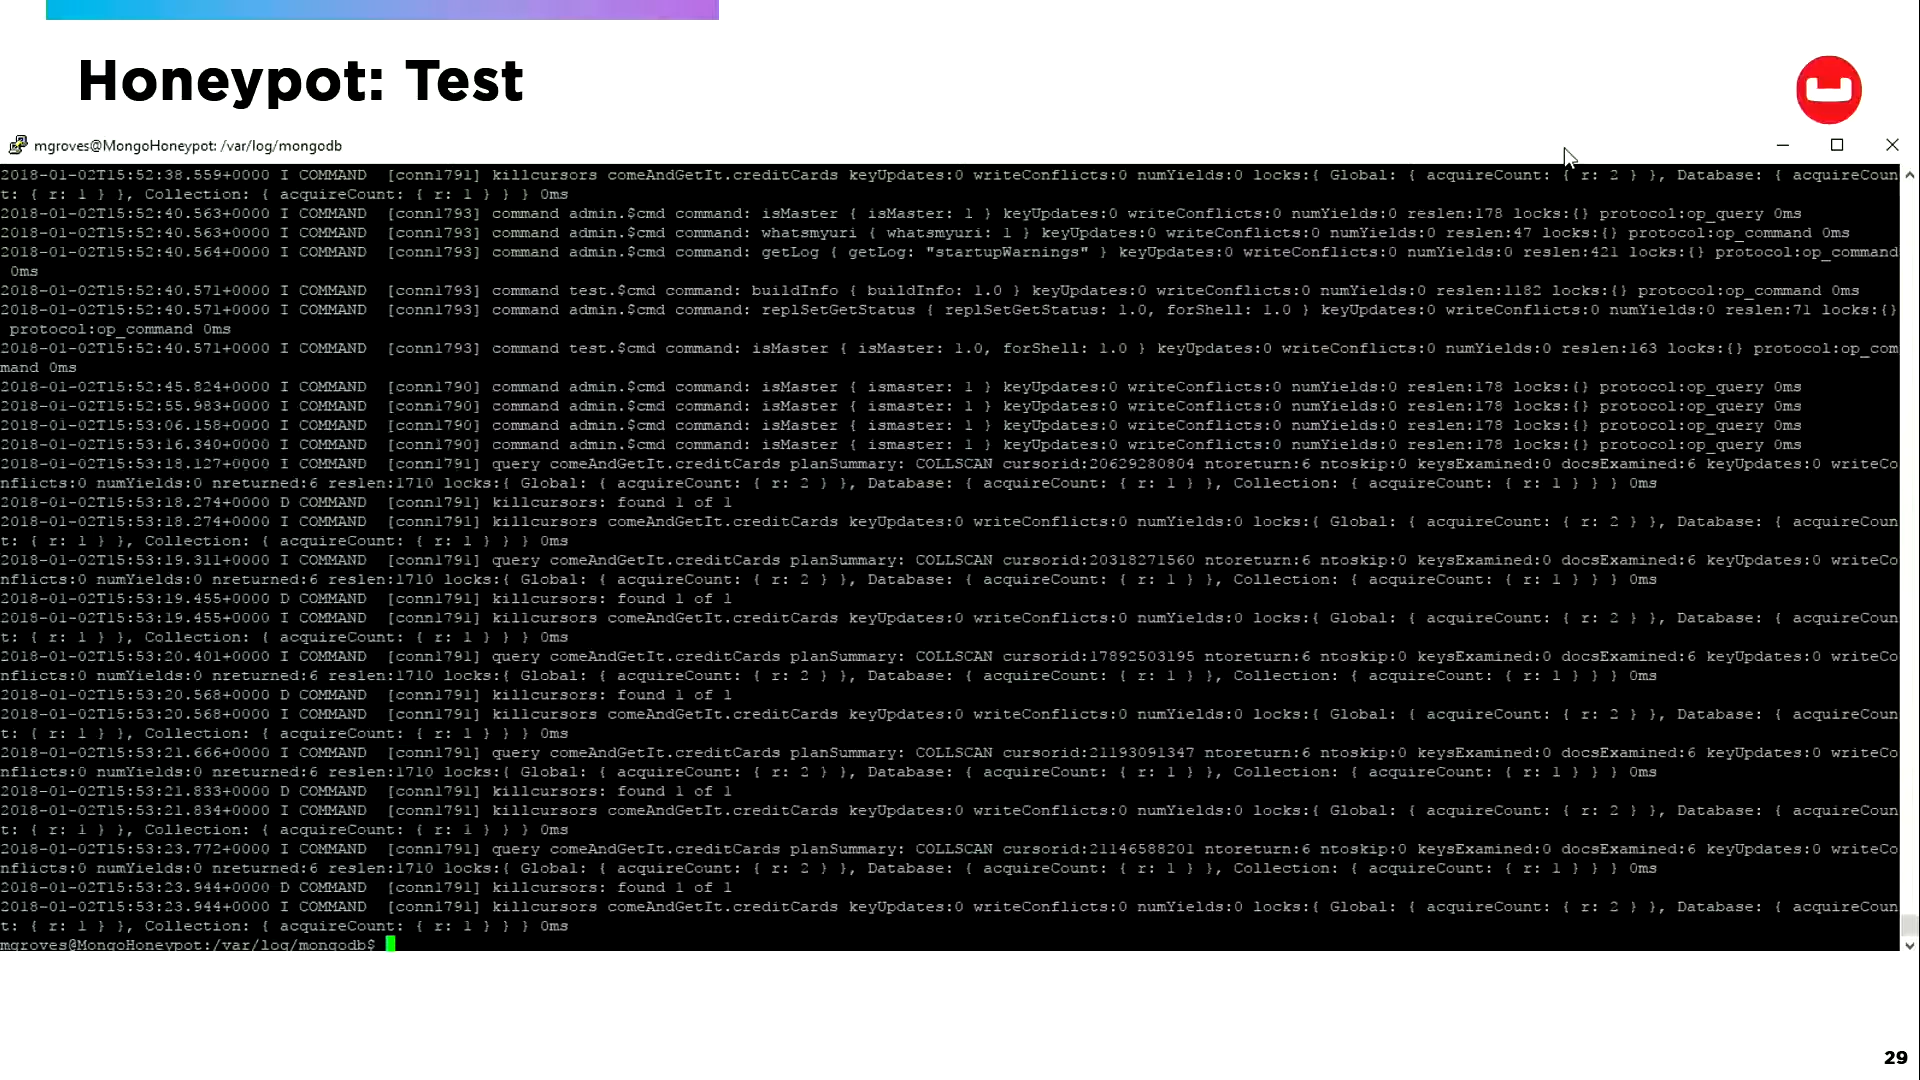 Honeypot: Test
mgroves@MongoHoneypot: /var/log/mongodb
2018-01-02T15:52:38.559+0000 I COMMAND  [conn1791] killcursors comeAndGetIt.creditCards keyUpdates:0 writeConflicts:0 numYields:0 locks:{ Global: { acquireCount: { r: 2 } }, Database: { acquireCoun
t: { r: 1 } }, Collection: { acquireCount: { r: 1 } } } 0ms
2018-01-02T15:52:40.563+0000 I COMMAND  [conn1793] command admin.$cmd command: isMaster { isMaster: 1 } keyUpdates:0 writeConflicts:0 numYields:0 reslen:178 locks:{} protocol:op_query 0ms
2018-01-02T15:52:40.563+0000 I COMMAND  [conn1793] command admin.$cmd command: whatsmyuri { whatsmyuri: 1 } keyUpdates:0 writeConflicts:0 numYields:0 reslen:47 locks:{} protocol:op_command 0ms
2018-01-02T15:52:40.564+0000 I COMMAND  [conn1793] command admin.$cmd command: getLog { getLog: "startupWarnings" } keyUpdates:0 writeConflicts:0 numYields:0 reslen:421 locks:{} protocol:op_command
 0ms
2018-01-02T15:52:40.571+0000 I COMMAND  [conn1793] command test.$cmd command: buildInfo { buildInfo: 1.0 } keyUpdates:0 writeConflicts:0 numYields:0 reslen:1182 locks:{} protocol:op_command 0ms
2018-01-02T15:52:40.571+0000 I COMMAND  [conn1793] command admin.$cmd command: replSetGetStatus { replSetGetStatus: 1.0, forShell: 1.0 } keyUpdates:0 writeConflicts:0 numYields:0 reslen:71 locks:{}
 protocol:op_command 0ms
2018-01-02T15:52:40.571+0000 I COMMAND  [conn1793] command test.$cmd command: isMaster { isMaster: 1.0, forShell: 1.0 } keyUpdates:0 writeConflicts:0 numYields:0 reslen:163 locks:{} protocol:op_com
mand 0ms
2018-01-02T15:52:45.824+0000 I COMMAND  [conn1790] command admin.$cmd command: isMaster { ismaster: 1 } keyUpdates:0 writeConflicts:0 numYields:0 reslen:178 locks:{} protocol:op_query 0ms
2018-01-02T15:52:55.983+0000 I COMMAND  [conn1790] command admin.$cmd command: isMaster { ismaster: 1 } keyUpdates:0 writeConflicts:0 numYields:0 reslen:178 locks:{} protocol:op_query 0ms
2018-01-02T15:53:06.158+0000 I COMMAND  [conn1790] command admin.$cmd command: isMaster { ismaster: 1 } keyUpdates:0 writeConflicts:0 numYields:0 reslen:178 locks:{} protocol:op_query 0ms
2018-01-02T15:53:16.340+0000 I COMMAND  [conn1790] command admin.$cmd command: isMaster { ismaster: 1 } keyUpdates:0 writeConflicts:0 numYields:0 reslen:178 locks:{} protocol:op_query 0ms
2018-01-02T15:53:18.127+0000 I COMMAND  [conn1791] query comeAndGetIt.creditCards planSummary: COLLSCAN cursorid:20629280804 ntoreturn:6 ntoskip:0 keysExamined:0 docsExamined:6 keyUpdates:0 writeCo
nflicts:0 numYields:0 nreturned:6 reslen:1710 locks:{ Global: { acquireCount: { r: 2 } }, Database: { acquireCount: { r: 1 } }, Collection: { acquireCount: { r: 1 } } } 0ms
2018-01-02T15:53:18.274+0000 D COMMAND  [conn1791] killcursors: found 1 of 1
2018-01-02T15:53:18.274+0000 I COMMAND  [conn1791] killcursors comeAndGetIt.creditCards keyUpdates:0 writeConflicts:0 numYields:0 locks:{ Global: { acquireCount: { r: 2 } }, Database: { acquireCoun
t: { r: 1 } }, Collection: { acquireCount: { r: 1 } } } 0ms
2018-01-02T15:53:19.311+0000 I COMMAND  [conn1791] query comeAndGetIt.creditCards planSummary: COLLSCAN cursorid:20318271560 ntoreturn:6 ntoskip:0 keysExamined:0 docsExamined:6 keyUpdates:0 writeCo
nflicts:0 numYields:0 nreturned:6 reslen:1710 locks:{ Global: { acquireCount: { r: 2 } }, Database: { acquireCount: { r: 1 } }, Collection: { acquireCount: { r: 1 } } } 0ms
2018-01-02T15:53:19.455+0000 D COMMAND  [conn1791] killcursors: found 1 of 1
2018-01-02T15:53:19.455+0000 I COMMAND  [conn1791] killcursors comeAndGetIt.creditCards keyUpdates:0 writeConflicts:0 numYields:0 locks:{ Global: { acquireCount: { r: 2 } }, Database: { acquireCoun
t: { r: 1 } }, Collection: { acquireCount: { r: 1 } } } 0ms
2018-01-02T15:53:20.401+0000 I COMMAND  [conn1791] query comeAndGetIt.creditCards planSummary: COLLSCAN cursorid:17892503195 ntoreturn:6 ntoskip:0 keysExamined:0 docsExamined:6 keyUpdates:0 writeCo
nflicts:0 numYields:0 nreturned:6 reslen:1710 locks:{ Global: { acquireCount: { r: 2 } }, Database: { acquireCount: { r: 1 } }, Collection: { acquireCount: { r: 1 } } } 0ms
2018-01-02T15:53:20.568+0000 D COMMAND  [conn1791] killcursors: found 1 of 1
2018-01-02T15:53:20.568+0000 I COMMAND  [conn1791] killcursors comeAndGetIt.creditCards keyUpdates:0 writeConflicts:0 numYields:0 locks:{ Global: { acquireCount: { r: 2 } }, Database: { acquireCoun
t: { r: 1 } }, Collection: { acquireCount: { r: 1 } } } 0ms
2018-01-02T15:53:21.666+0000 I COMMAND  [conn1791] query comeAndGetIt.creditCards planSummary: COLLSCAN cursorid:21193091347 ntoreturn:6 ntoskip:0 keysExamined:0 docsExamined:6 keyUpdates:0 writeCo
nflicts:0 numYields:0 nreturned:6 reslen:1710 locks:{ Global: { acquireCount: { r: 2 } }, Database: { acquireCount: { r: 1 } }, Collection: { acquireCount: { r: 1 } } } 0ms
2018-01-02T15:53:21.833+0000 D COMMAND  [conn1791] killcursors: found 1 of 1
2018-01-02T15:53:21.834+0000 I COMMAND  [conn1791] killcursors comeAndGetIt.creditCards keyUpdates:0 writeConflicts:0 numYields:0 locks:{ Global: { acquireCount: { r: 2 } }, Database: { acquireCoun
t: { r: 1 } }, Collection: { acquireCount: { r: 1 } } } 0ms
2018-01-02T15:53:23.772+0000 I COMMAND  [conn1791] query comeAndGetIt.creditCards planSummary: COLLSCAN cursorid:21146588201 ntoreturn:6 ntoskip:0 keysExamined:0 docsExamined:6 keyUpdates:0 writeCo
nflicts:0 numYields:0 nreturned:6 reslen:1710 locks:{ Global: { acquireCount: { r: 2 } }, Database: { acquireCount: { r: 1 } }, Collection: { acquireCount: { r: 1 } } } 0ms
2018-01-02T15:53:23.944+0000 D COMMAND  [conn1791] killcursors: found 1 of 1
2018-01-02T15:53:23.944+0000 I COMMAND  [conn1791] killcursors comeAndGetIt.creditCards keyUpdates:0 writeConflicts:0 numYields:0 locks:{ Global: { acquireCount: { r: 2 } }, Database: { acquireCoun
t: { r: 1 } }, Collection: { acquireCount: { r: 1 } } } 0ms
mgroves@MongoHoneypot:/var/log/mongodb$
29